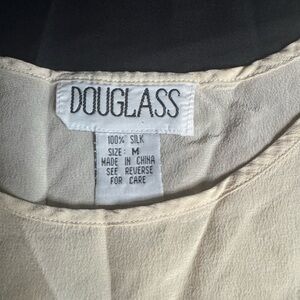 DOUGLASS
100% SILK
SIZE: M
MADE IN CHINA
SEE REVERSE
FOR CARE